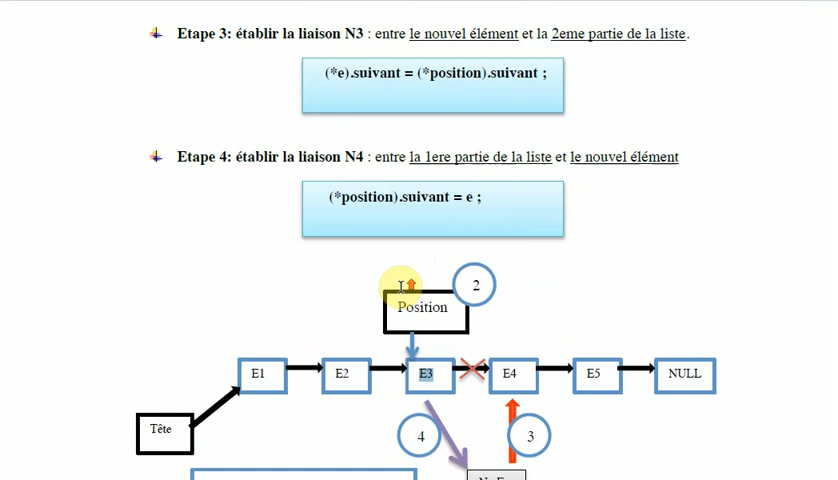 Etape 3: établir la liaison N3 : entre le nouvel élément et la 2eme partie de la liste.
(*e).suivant = (*position).suivant ;
Etape 4: établir la liaison N4 : entre la 1ere partie de la liste et le nouvel élément
(*position).suivant = e ;
2
Position
E1 E2 E3 E4 E5 NULL
Tête
4 3